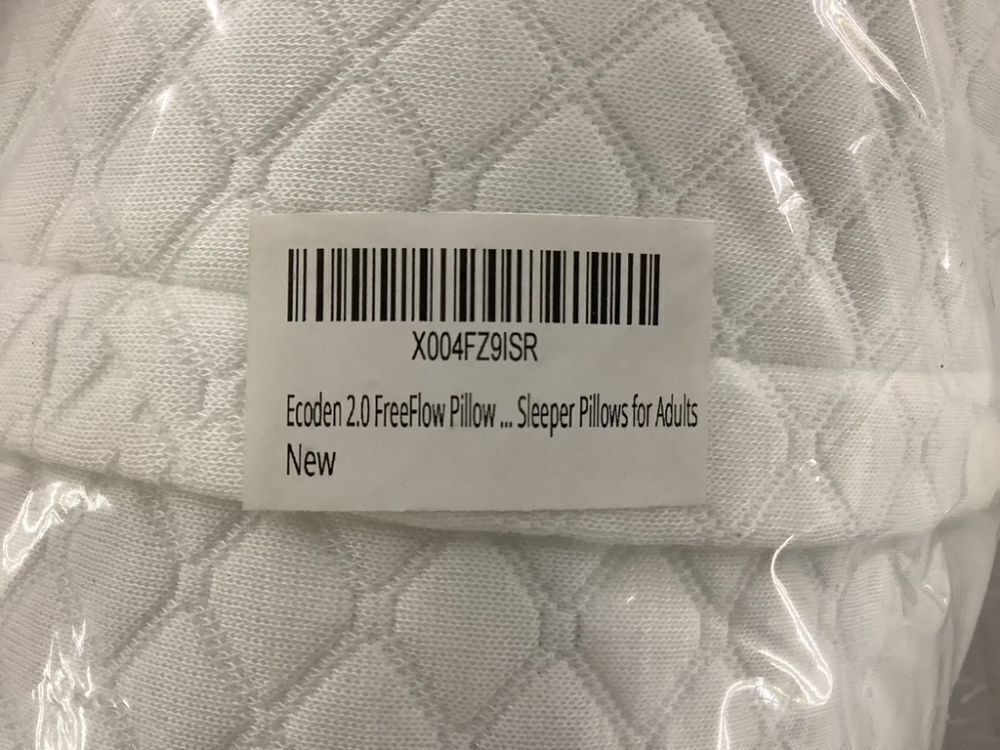 X004FZ9ISR
Ecoden 2.0 FreeFlow Pillow ... Sleeper Pillows for Adults
New